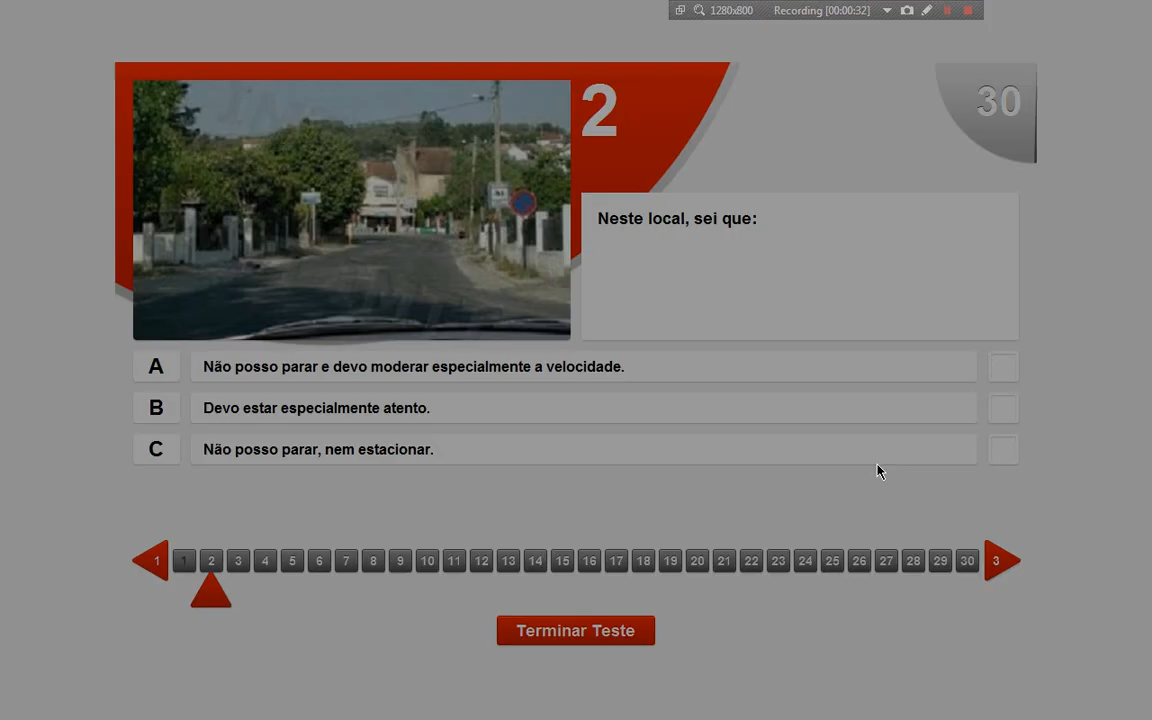 1280x800 Recording [00:00:32]
2
30
Neste local, sei que:
A Não posso parar e devo moderar especialmente a velocidade.
B Devo estar especialmente atento.
C Não posso parar, nem estacionar.
1 1 2 3 4 5 6 7 8 9 10 11 12 13 14 15 16 17 18 19 20 21 22 23 24 25 26 27 28 29 30 3
Terminar Teste